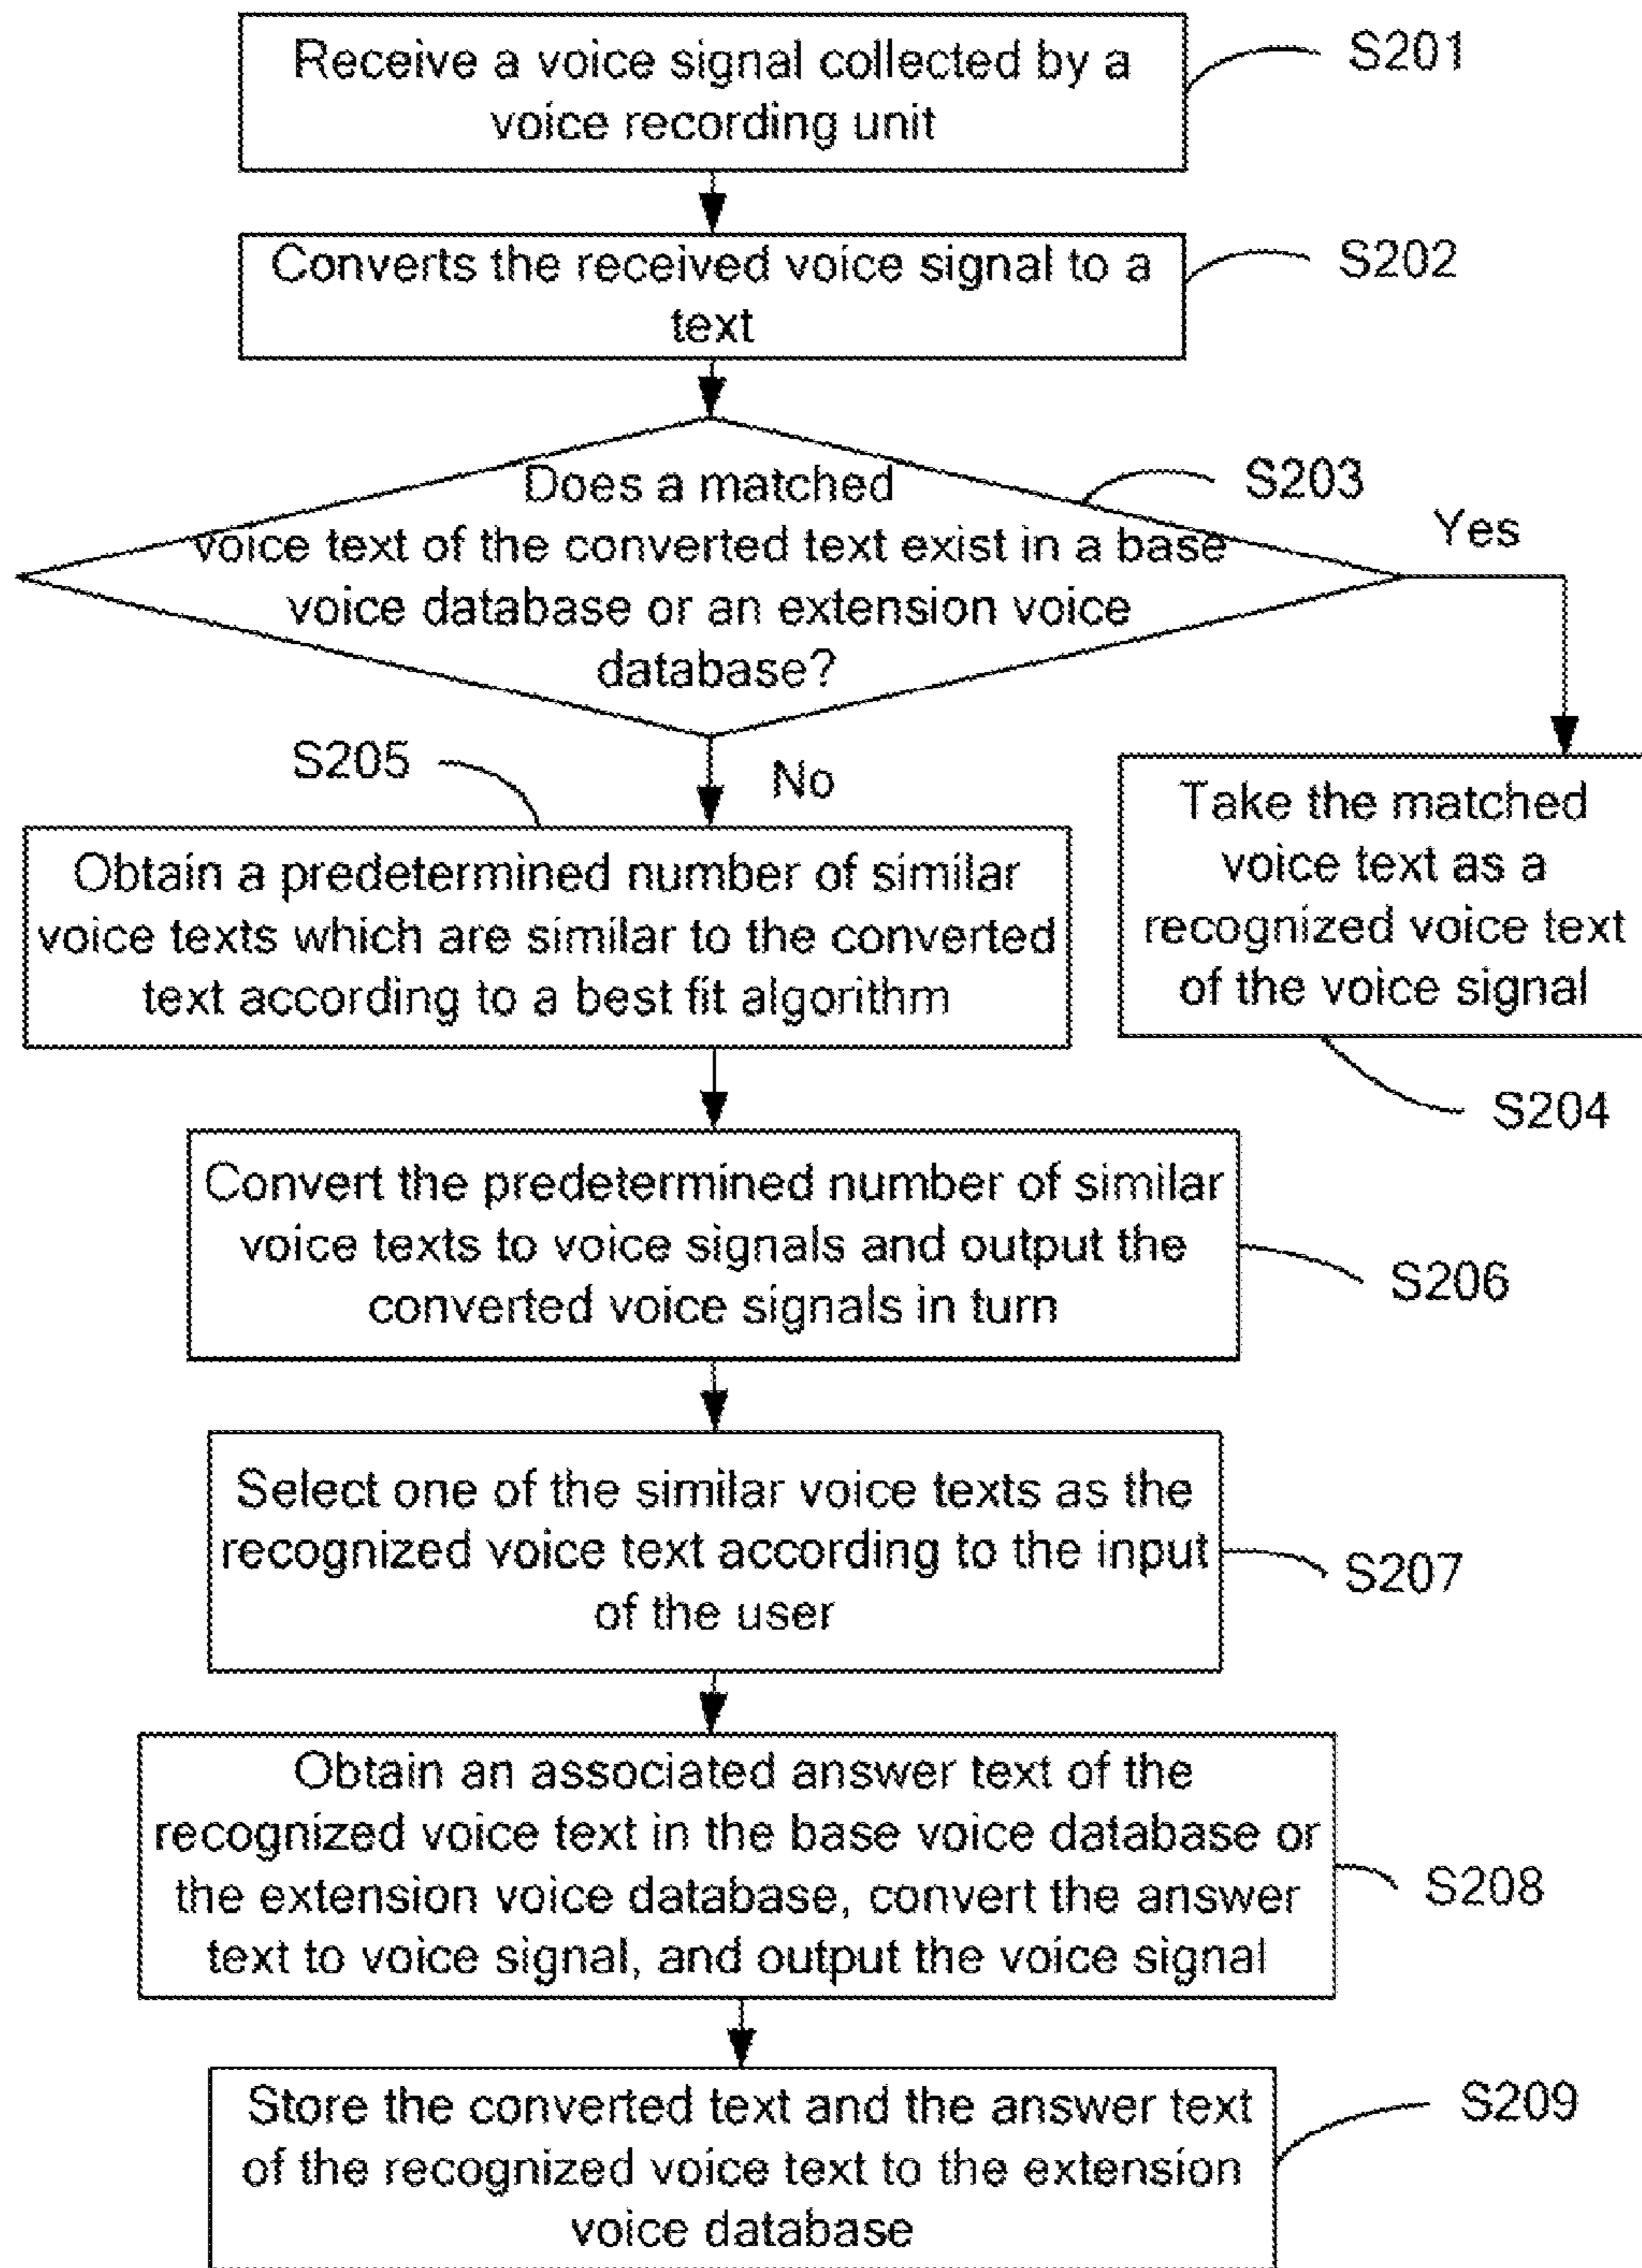 Receive a voice signal collected by a
voice recording unit
S201
Converts the received voice signal to a
text
S202
Does a matched
voice text of the converted text exist in a base
voice database or an extension voice
database?
S203
Yes
No
S205
Obtain a predetermined number of similar
voice texts which are similar to the converted
text according to a best fit algorithm
Take the matched
voice text as a
recognized voice text
of the voice signal
S204
Convert the predetermined number of similar
voice texts to voice signals and output the
converted voice signals in turn
S206
Select one of the similar voice texts as the
recognized voice text according to the input
of the user
S207
Obtain an associated answer text of the
recognized voice text in the base voice database or
the extension voice database, convert the answer
text to voice signal, and output the voice signal
S208
Store the converted text and the answer text
of the recognized voice text to the extension
voice database
S209